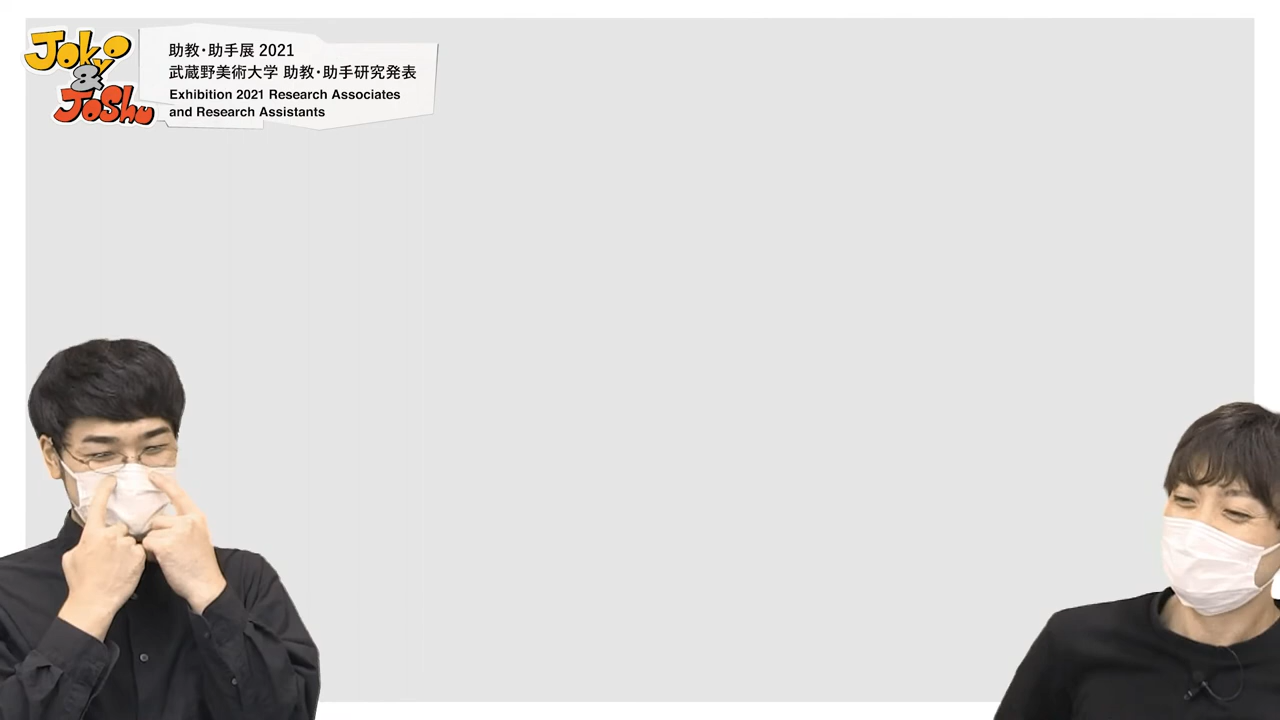 Jokyo
&
Joshu
助教・助手展 2021
武蔵野美術大学 助教・助手研究発表
Exhibition 2021 Research Associates
and Research Assistants